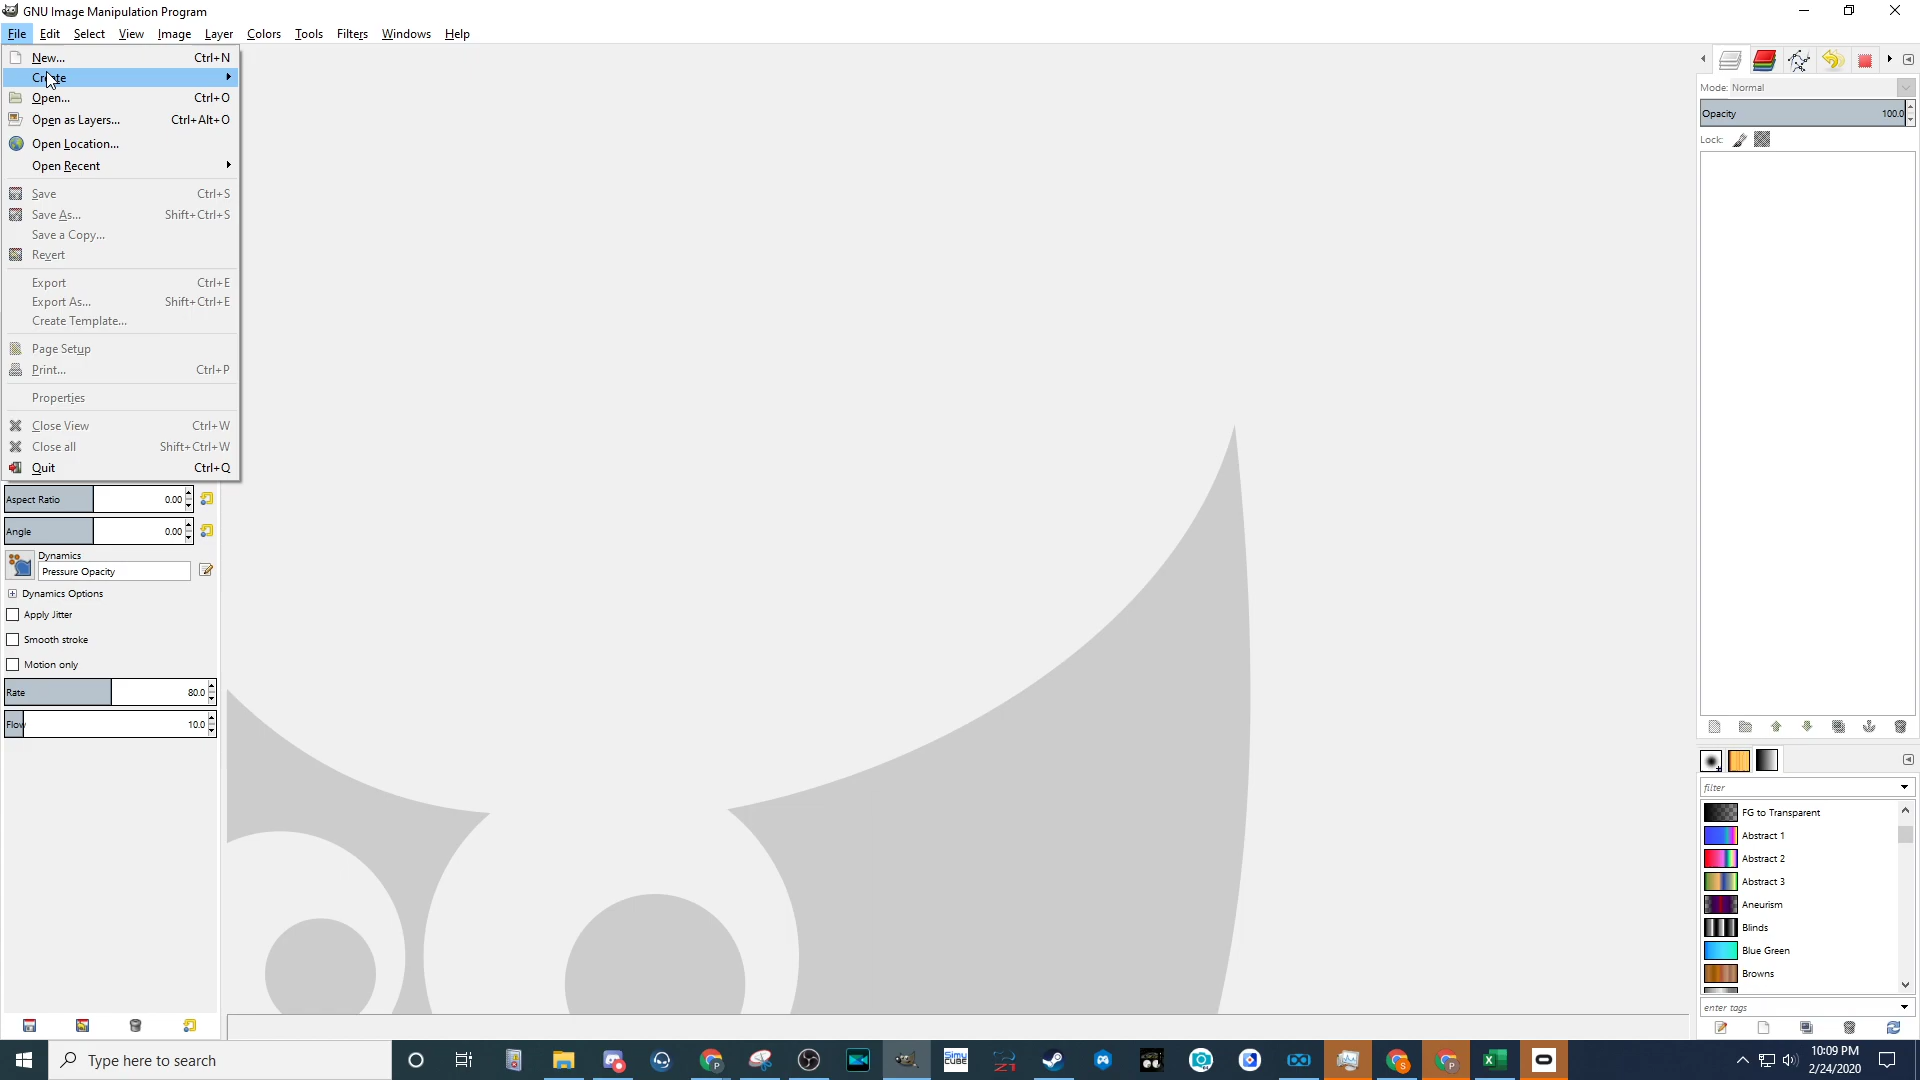 GNU Image Manipulation Program
File Edit Select View Image Layer Colors Tools Filters Windows Help
New... Ctrl+N
Create
Open... Ctrl+O
Open as Layers... Ctrl+Alt+O
Open Location...
Open Recent
Save Ctrl+S
Save As... Shift+Ctrl+S
Save a Copy...
Revert
Export Ctrl+E
Export As... Shift+Ctrl+E
Create Template...
Page Setup
Print... Ctrl+P
Properties
Close View Ctrl+W
Close all Shift+Ctrl+W
Quit Ctrl+Q
Aspect Ratio 0.00
Angle 0.00
Dynamics
Pressure Opacity
Dynamics Options
Apply Jitter
Smooth stroke
Motion only
Rate 80.0
Flow 10.0
Mode: Normal
Opacity 100.0
Lock:
filter
FG to Transparent
Abstract 1
Abstract 2
Abstract 3
Aneurism
Blinds
Blue Green
Browns
enter tags
Type here to search
SIMU CUBE
Z1
10:09 PM
2/24/2020